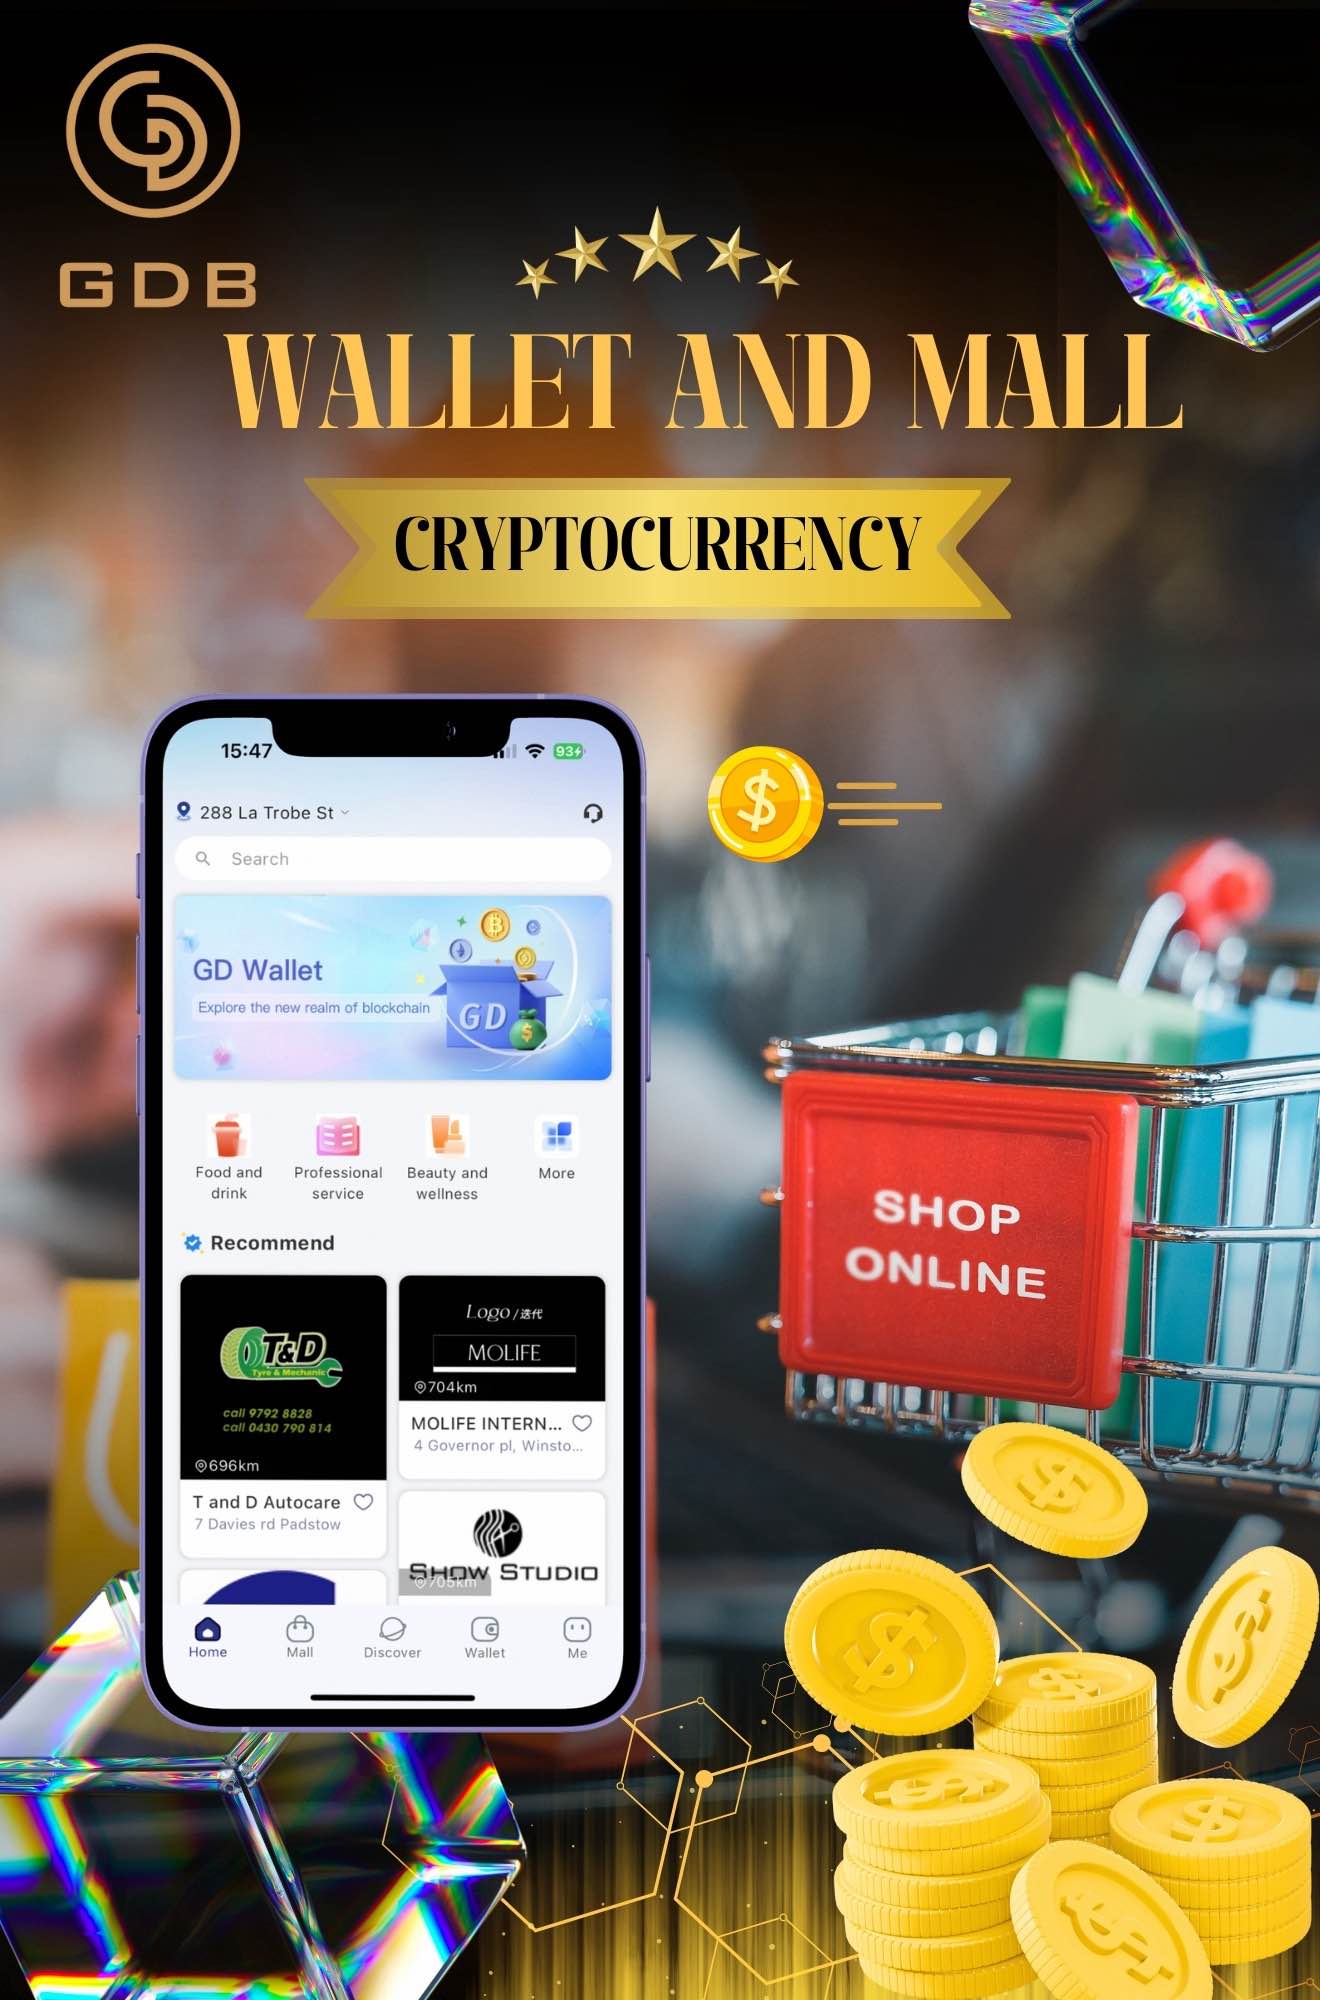 GDB
WALLET AND MALL
CRYPTOCURRENCY
15:47
93
288 La Trobe St
Search
GD Wallet
Explore the new realm of blockchain
GD
Food and
drink
Professional
service
Beauty and
wellness
More
Recommend
T&D
Tyre & Mechanic
call 9792 8828
call 0430 790 814
696km
T and D Autocare
7 Davies rd Padstow
Logo / 迭代
MOLIFE
704km
MOLIFE INTERN...
4 Governor pl, Winsto...
SHOW STUDIO
705km
Home
Mall
Discover
Wallet
Me
SHOP
ONLINE